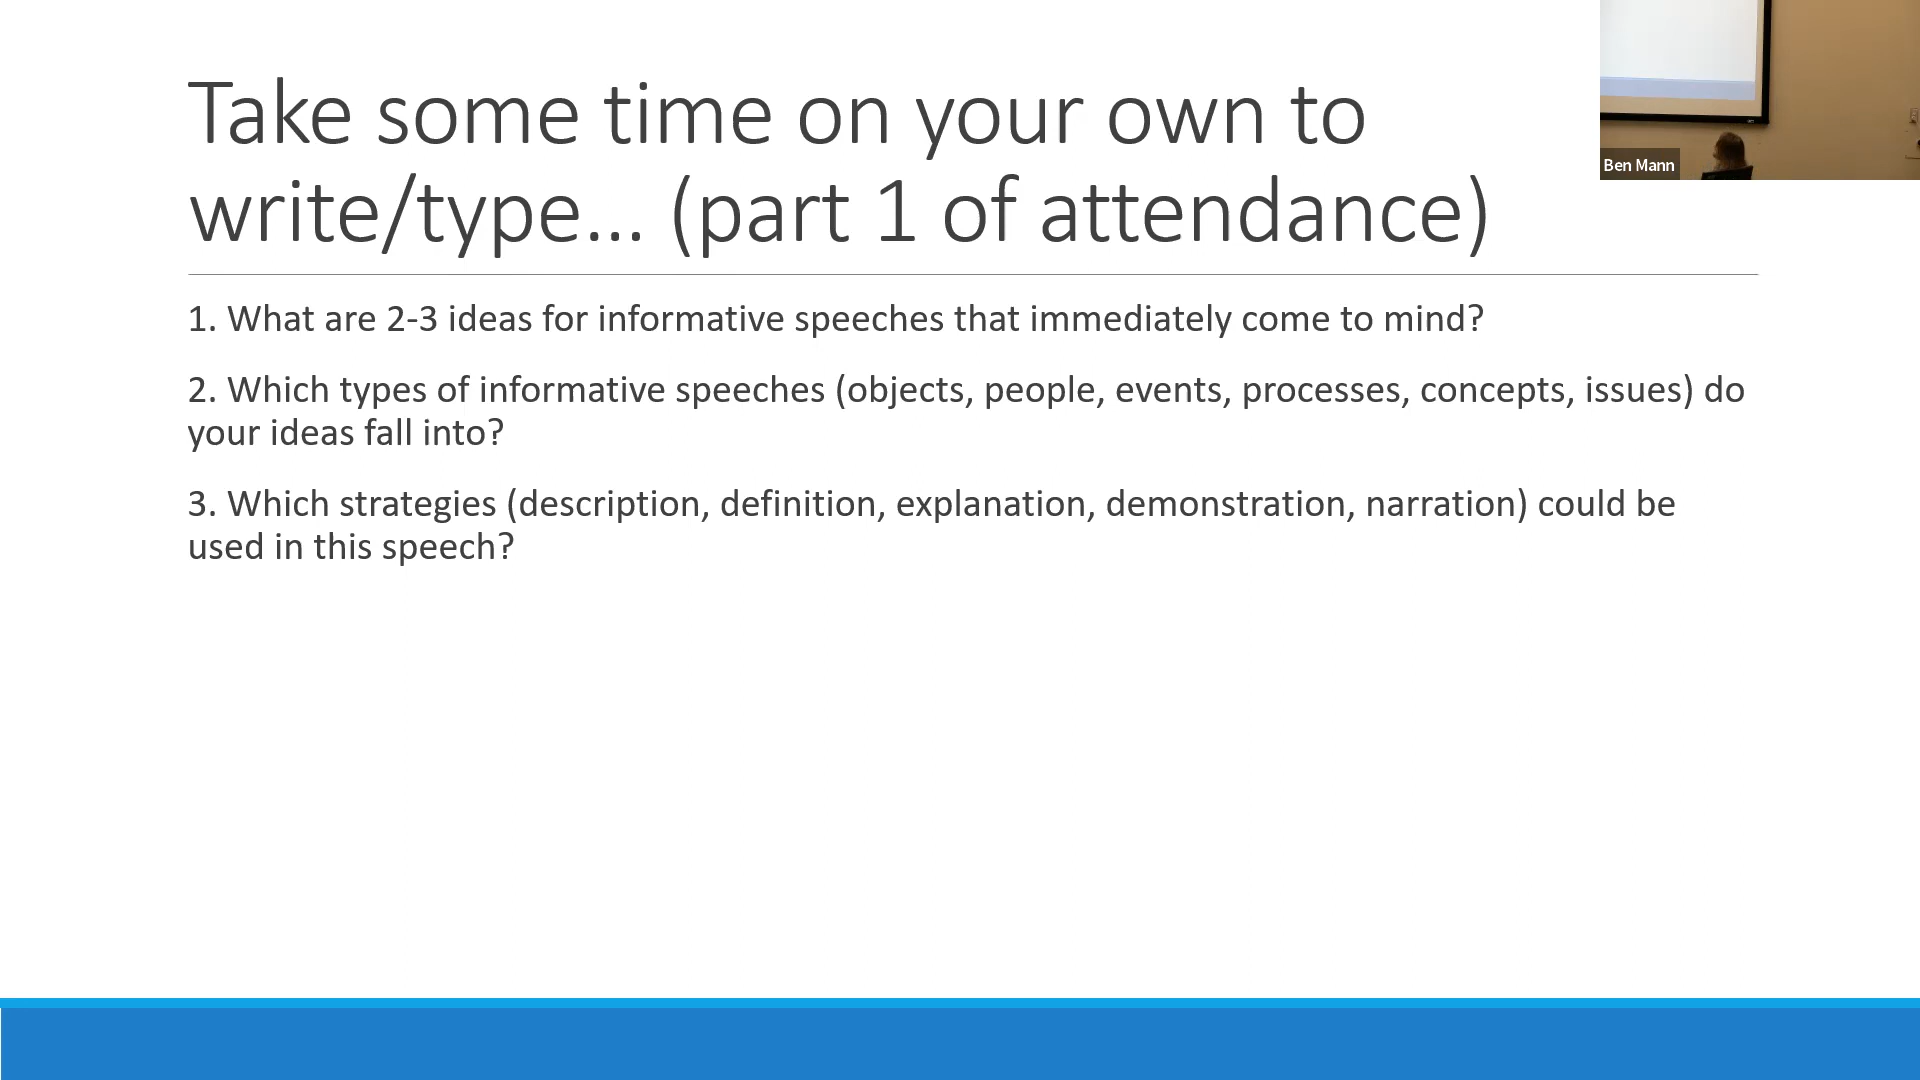 Take some time on your own to
write/type... (part 1 of attendance)
Ben Mann
1. What are 2-3 ideas for informative speeches that immediately come to mind?
2. Which types of informative speeches (objects, people, events, processes, concepts, issues) do
your ideas fall into?
3. Which strategies (description, definition, explanation, demonstration, narration) could be
used in this speech?